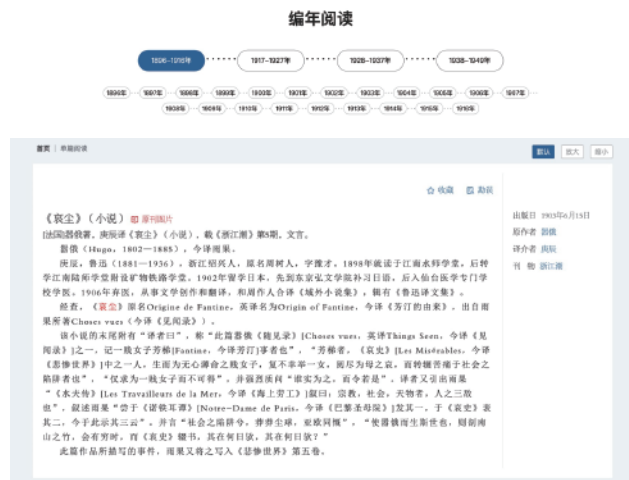 编年阅读
1896-1916年 1917-1927年 1928-1937年 1938-1949年
1896年 1897年 1898年 1899年 1900年 1901年 1902年 1903年 1904年 1905年 1906年 1907年
1908年 1909年 1910年 1911年 1912年 1913年 1914年 1915年 1916年
首页 | 单篇阅读
默认 放大 缩小
收藏 勘误
《哀尘》(小说) 原刊图片
[法国]嚣俄著,庚辰译《哀尘》(小说),载《浙江潮》第5期,文言。
嚣俄(Hugo,1802—1885),今译雨果。
庚辰,鲁迅(1881—1936),浙江绍兴人,原名周树人,字豫才。1898年就读于江南水师学堂,后转
学江南陆师学堂附设矿物铁路学堂。1902年留学日本,先到东京弘文学院补习日语,后入仙台医学专门学
校学医。1906年弃医,从事文学创作和翻译,和周作人合译《域外小说集》,辑有《鲁迅译文集》。
经查,《哀尘》原名Origine de Fantine,英译名为Origin of Fantine,今译《芳汀的由来》,出自雨
果所著Choses vues(今译《见闻录》)。
该小说的末尾附有“译者曰”,称“此篇嚣俄《随见录》[Choses vues,英译Things Seen,今译《见
闻录》]之一,记一贱女子芳梯[Fantine,今译芳汀]事者也”,“芳梯者,《哀史》[Les Misérables,今译
《悲惨世界》]中之一人,生而为无心薄命之贱女子,复不幸举一女,阅尽为母之哀,而转辗苦痛于社会之
陷阱者也”,“仅求为一贱女子而不可得”,并强烈质问“谁实为之,而令若是”。译者又引出雨果
“《水夫传》[Les Travailleurs de la Mer,今译《海上劳工》]叙曰:宗教,社会,天物者,人之三敌
也”,叙述雨果“尝于《诺铁耳谭》[Notre-Dame de Paris,今译《巴黎圣母院》]发其一,于《哀史》表
其二,今于此示其三云”,并言“社会之陷阱兮,莽莽尘球,亚欧同慨”,“使嚣俄而生斯世也,则剖南
山之竹,会有穷时,而《哀史》辍书,其在何日欤,其在何日欤?”
此篇作品所描写的事件,雨果又将之写入《悲惨世界》第五卷。
出版日 1903年6月15日
原作者 嚣俄
译介者 庚辰
刊 物 浙江潮